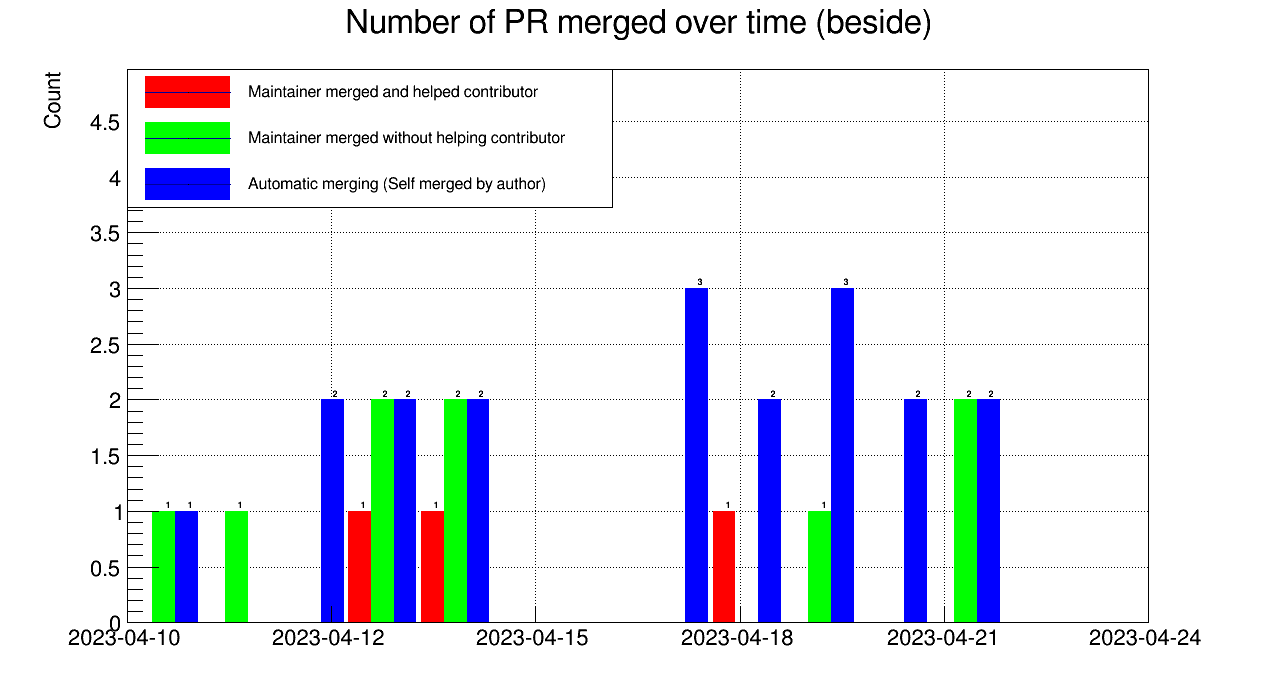 Number of PR merged over time (beside)
Count
Maintainer merged and helped contributor
Maintainer merged without helping contributor
Automatic merging (Self merged by author)
4.5
4
3.5
3
2.5
2
1.5
1
0.5
0
1 1 1 2 1 2 2 1 2 2 3 1 2 1 3 2 2 2
2023-04-10 2023-04-12 2023-04-15 2023-04-18 2023-04-21 2023-04-24